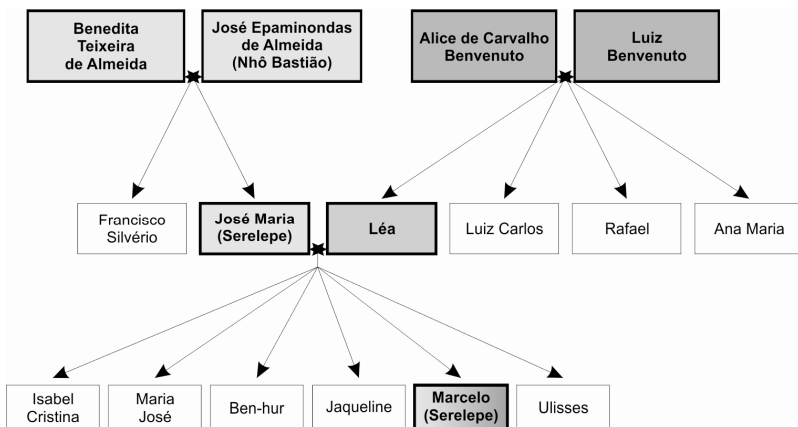 Benedita
Teixeira
de Almeida
José Epaminondas
de Almeida
(Nhô Bastião)
Alice de Carvalho
Benvenuto
Luiz
Benvenuto
Francisco
Silvério
José Maria
(Serelepe)
Léa
Luiz Carlos
Rafael
Ana Maria
Isabel
Cristina
Maria
José
Ben-hur
Jaqueline
Marcelo
(Serelepe)
Ulisses